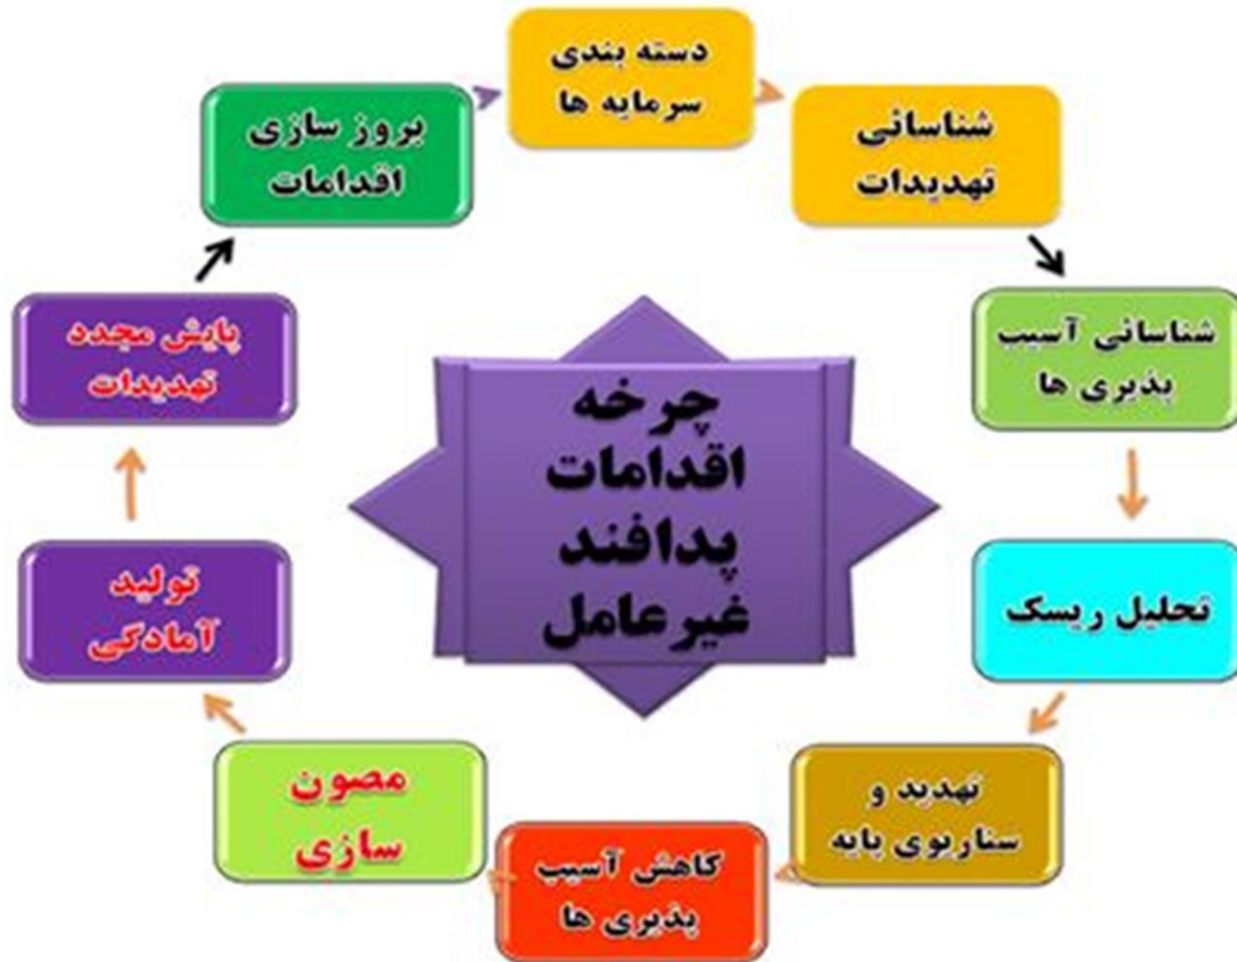 دسته بندی
سرمایه ها
شناسائی
تهدیدات
شناسائی آسیب
پذیری ها
تحلیل ریسک
تهدید و
سناریوی پایه
کاهش آسیب
پذیری ها
مصون
سازی
تولید
آمادگی
پایش مجدد
تهدیدات
بروز سازی
اقدامات
چرخه
اقدامات
پدافند
غیرعامل